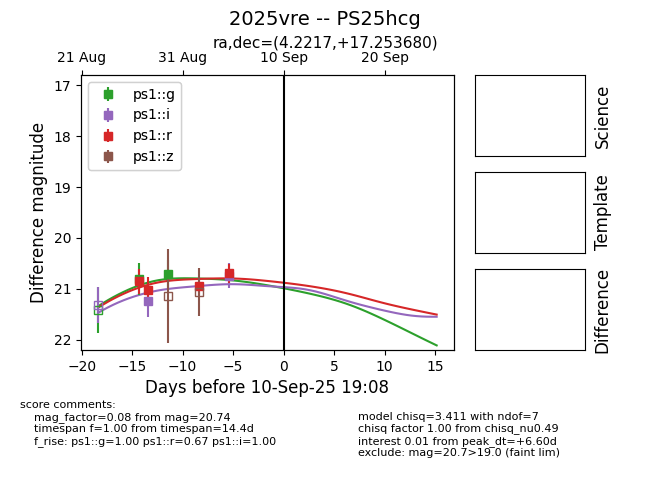 2025vre -- PS25hcg
ra,dec=(4.2217,+17.253680)
21 Aug 31 Aug 10 Sep 20 Sep
17
18
19
20
21
22
Difference magnitude
ps1::g
ps1::i
ps1::r
ps1::z
−20 −15 −10 −5 0 5 10 15
Days before 10-Sep-25 19:08
Science
Template
Difference
score comments:
mag_factor=0.08 from mag=20.74
timespan f=1.00 from timespan=14.4d
f_rise: ps1::g=1.00 ps1::r=0.67 ps1::i=1.00
model chisq=3.411 with ndof=7
chisq factor 1.00 from chisq_nu0.49
interest 0.01 from peak_dt=+6.60d
exclude: mag=20.7>19.0 (faint lim)